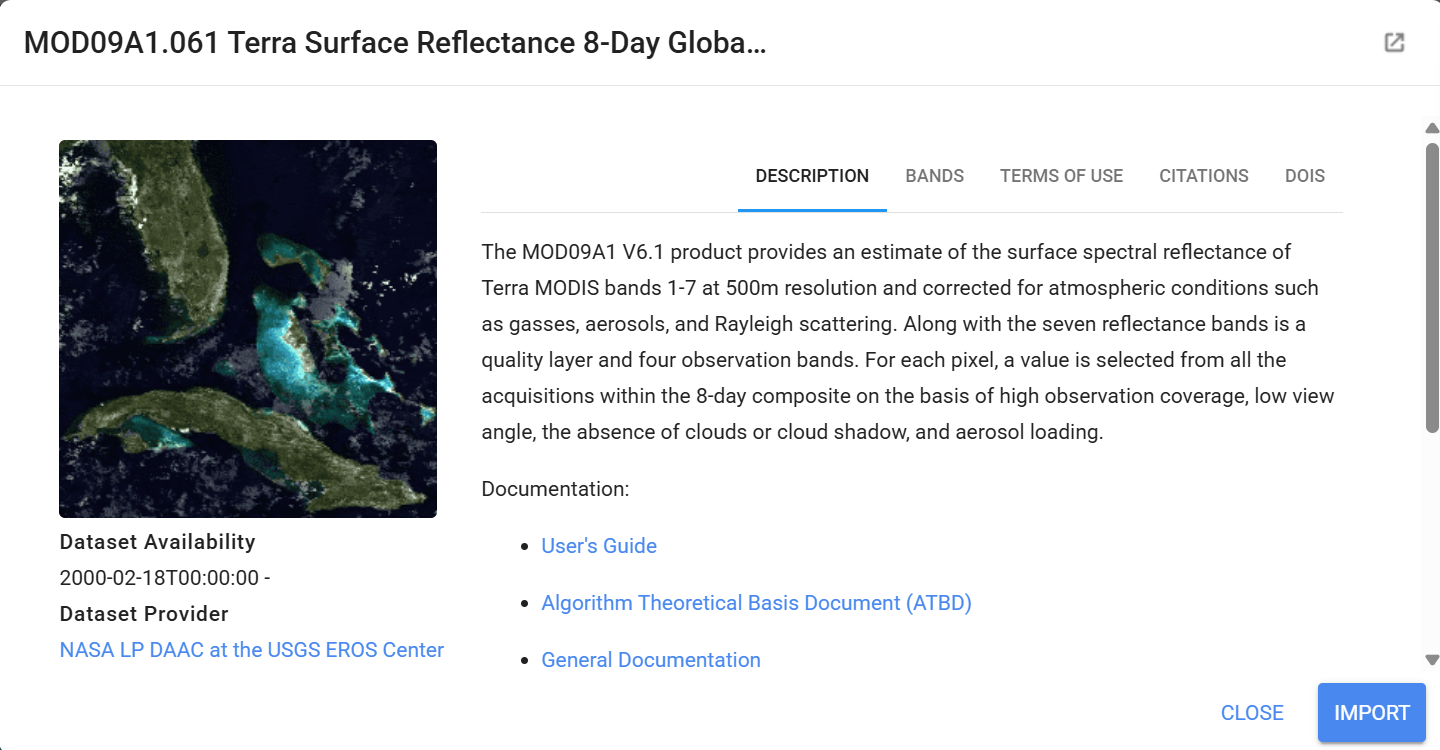 MOD09A1.061 Terra Surface Reflectance 8-Day Globa…
DESCRIPTION BANDS TERMS OF USE CITATIONS DOIS
The MOD09A1 V6.1 product provides an estimate of the surface spectral reflectance of
Terra MODIS bands 1-7 at 500m resolution and corrected for atmospheric conditions such
as gasses, aerosols, and Rayleigh scattering. Along with the seven reflectance bands is a
quality layer and four observation bands. For each pixel, a value is selected from all the
acquisitions within the 8-day composite on the basis of high observation coverage, low view
angle, the absence of clouds or cloud shadow, and aerosol loading.
Documentation:
• User's Guide
• Algorithm Theoretical Basis Document (ATBD)
• General Documentation
Dataset Availability
2000-02-18T00:00:00 -
Dataset Provider
NASA LP DAAC at the USGS EROS Center
CLOSE IMPORT